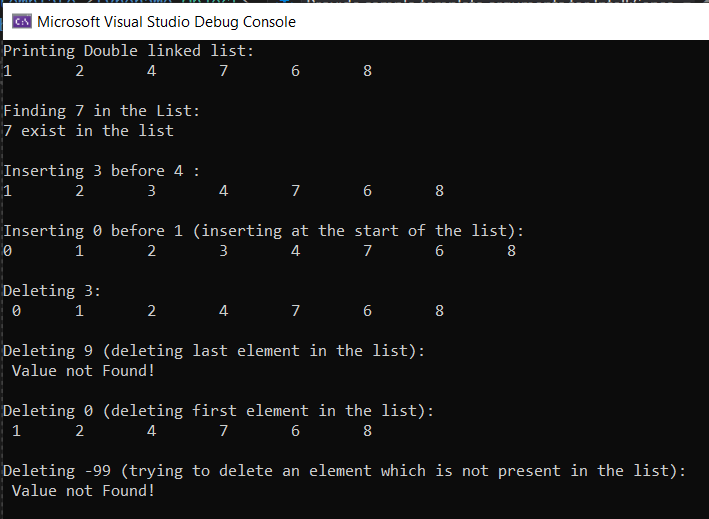 Microsoft Visual Studio Debug Console
Printing Double linked list:
1 2 4 7 6 8
Finding 7 in the List:
7 exist in the list
Inserting 3 before 4 :
1 2 3 4 7 6 8
Inserting 0 before 1 (inserting at the start of the list):
0 1 2 3 4 7 6 8
Deleting 3:
0 1 2 4 7 6 8
Deleting 9 (deleting last element in the list):
Value not Found!
Deleting 0 (deleting first element in the list):
1 2 4 7 6 8
Deleting -99 (trying to delete an element which is not present in the list):
Value not Found!